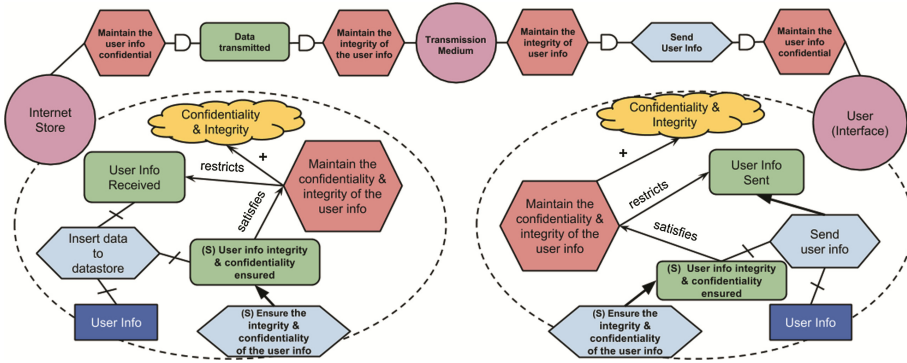 Maintain the
user info
confidential
Data
transmitted
Maintain the
integrity of
the user info
Transmission
Medium
Maintain the
integrity of
user info
Send
User Info
Maintain the
user info
confidential
Internet
Store
User
(Interface)
Confidentiality
& Integrity
+
User Info
Received
restricts
satisfies
Maintain the
confidentiality &
integrity of the
user info
Insert data
to
datastore
(S) User info integrity
& confidentiality
ensured
User Info
(S) Ensure the
integrity &
confidentiality
of the user info
Confidentiality &
Integrity
+
Maintain the
confidentiality &
integrity of the
user info
restricts
satisfies
User Info
Sent
Send
user info
(S) User info integrity
& confidentiality
ensured
(S) Ensure the
integrity &
confidentiality
of the user info
User Info